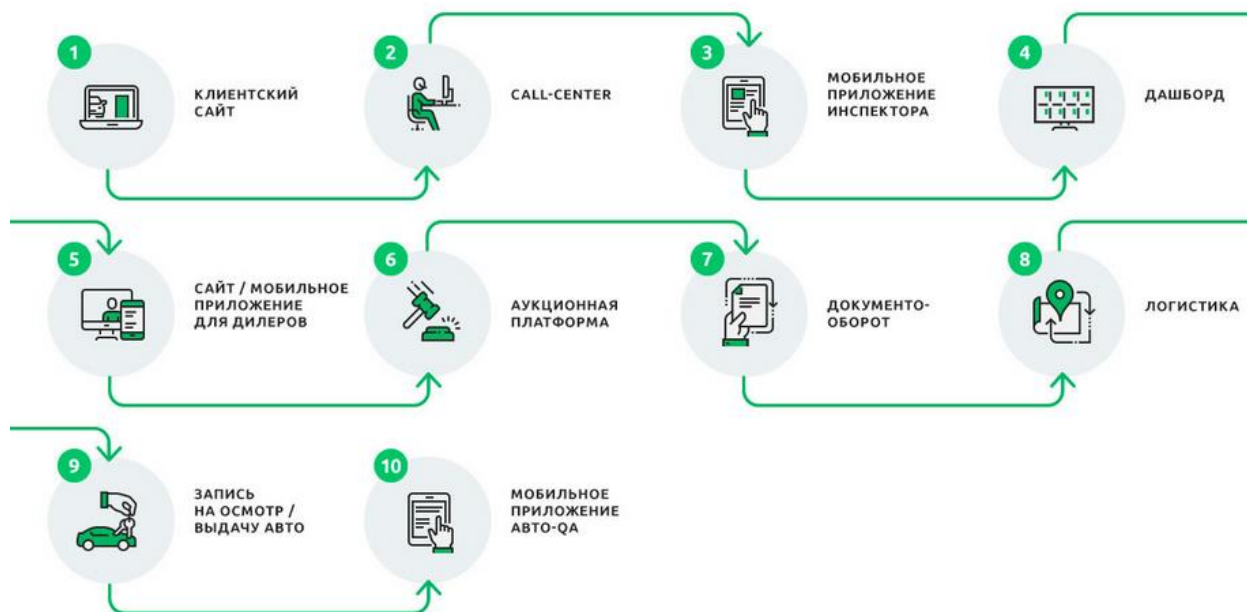 1
КЛИЕНТСКИЙ
САЙТ
2
CALL-CENTER
3
МОБИЛЬНОЕ
ПРИЛОЖЕНИЕ
ИНСПЕКТОРА
4
ДАШБОРД
5
САЙТ / МОБИЛЬНОЕ
ПРИЛОЖЕНИЕ
ДЛЯ ДИЛЕРОВ
6
АУКЦИОННАЯ
ПЛАТФОРМА
7
ДОКУМЕНТО-
ОБОРОТ
8
ЛОГИСТИКА
9
ЗАПИСЬ
НА ОСМОТР /
ВЫДАЧУ АВТО
10
МОБИЛЬНОЕ
ПРИЛОЖЕНИЕ
АВТО-QA